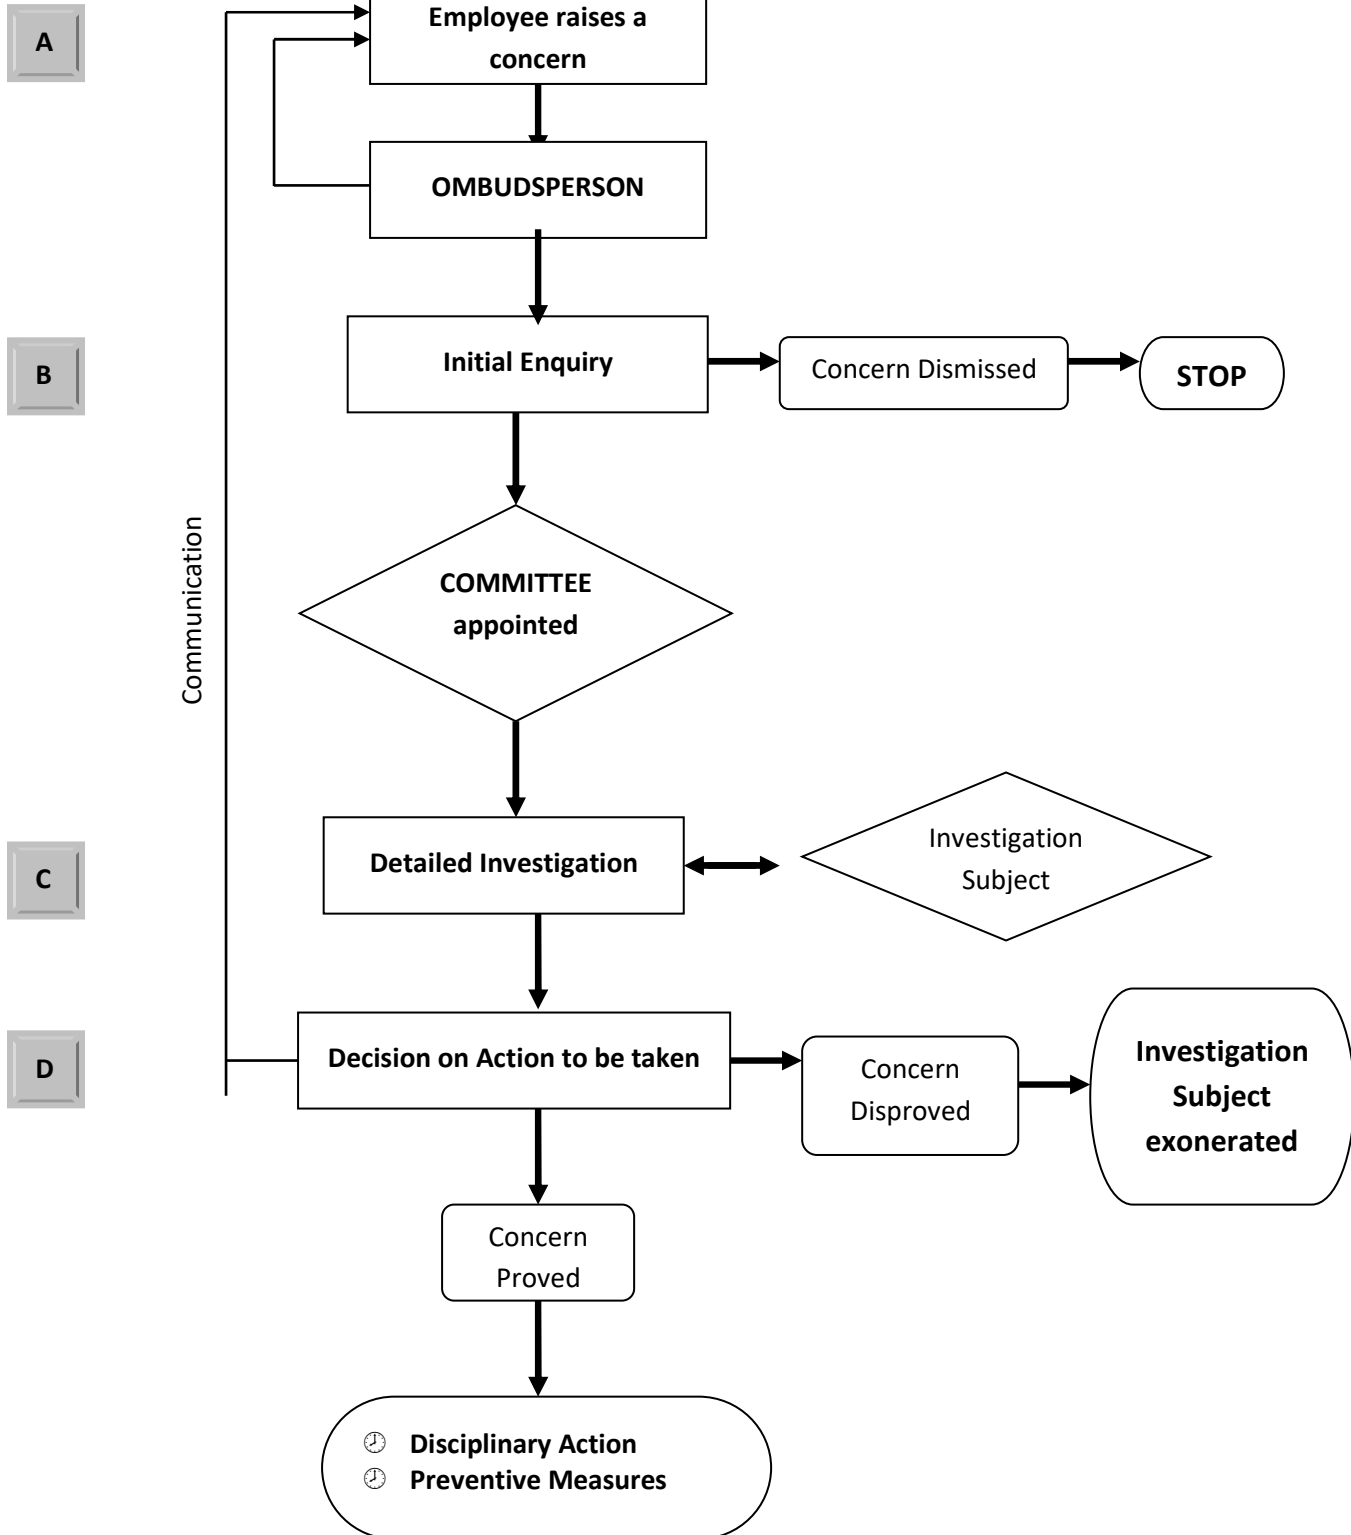 A
Employee raises a
concern
OMBUDSPERSON
B
Initial Enquiry
Concern Dismissed
STOP
Communication
COMMITTEE
appointed
C
Detailed Investigation
Investigation
Subject
D
Decision on Action to be taken
Concern
Disproved
Investigation
Subject
exonerated
Concern
Proved
Disciplinary Action
Preventive Measures